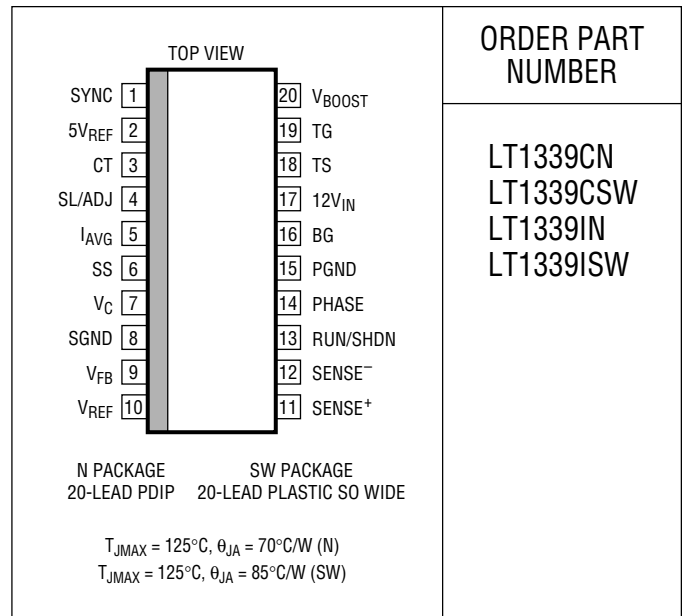 TOP VIEW
SYNC 1
5VREF 2
CT 3
SL/ADJ 4
IAVG 5
SS 6
VC 7
SGND 8
VFB 9
VREF 10
20 VBOOST
19 TG
18 TS
17 12VIN
16 BG
15 PGND
14 PHASE
13 RUN/SHDN
12 SENSE–
11 SENSE+
N PACKAGE
20-LEAD PDIP
SW PACKAGE
20-LEAD PLASTIC SO WIDE
TJMAX = 125°C, θJA = 70°C/W (N)
TJMAX = 125°C, θJA = 85°C/W (SW)
ORDER PART
NUMBER
LT1339CN
LT1339CSW
LT1339IN
LT1339ISW